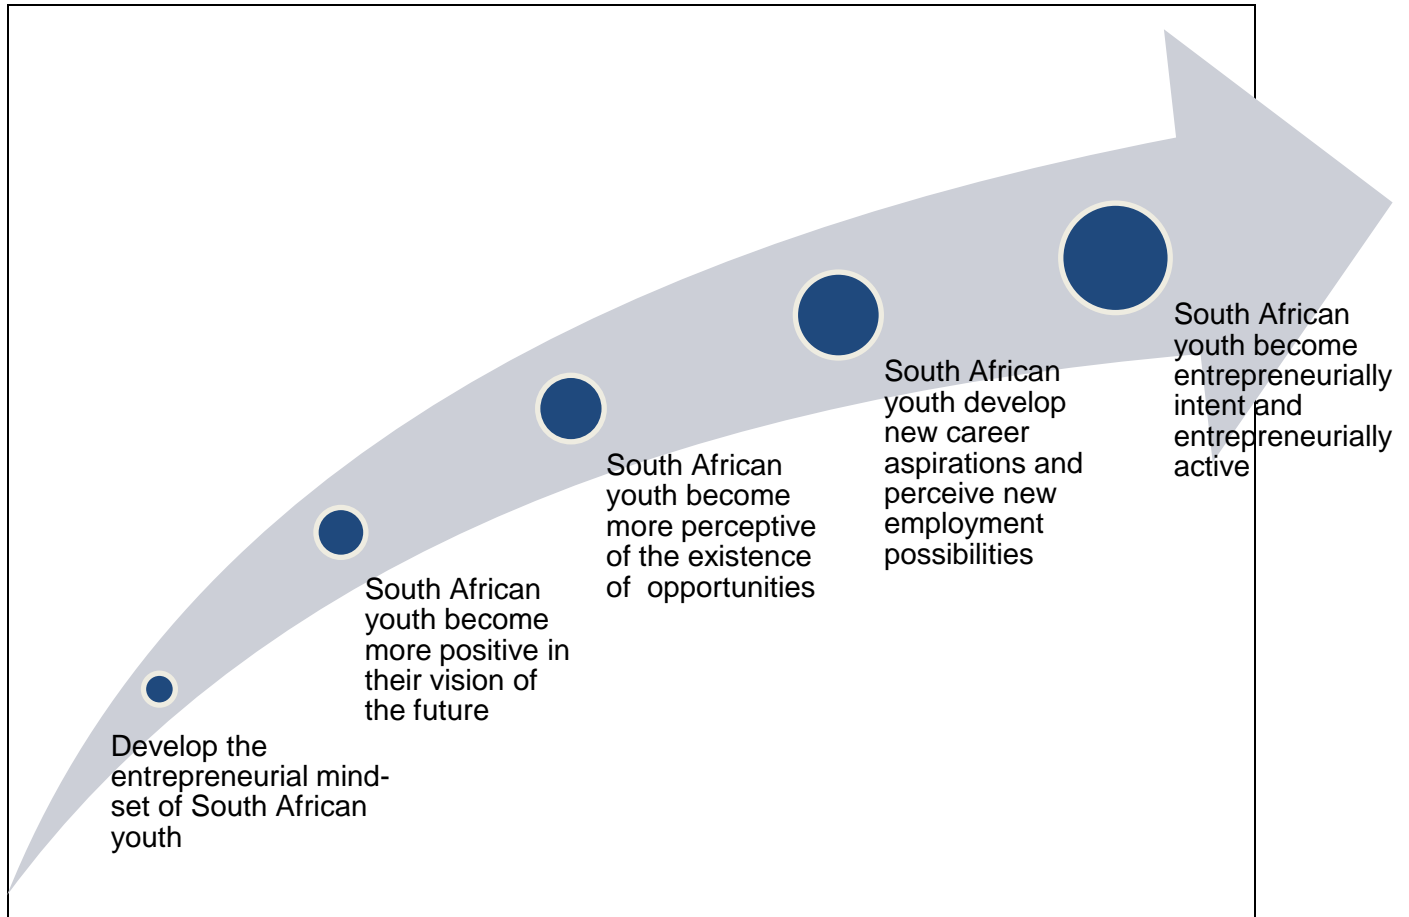 Develop the
entrepreneurial mind-
set of South African
youth
South African
youth become
more positive in
their vision of
the future
South African
youth become
more perceptive
of the existence
of  opportunities
South African
youth develop
new career
aspirations and
perceive new
employment
possibilities
South African
youth become
entrepreneurially
intent and
entrepreneurially
active